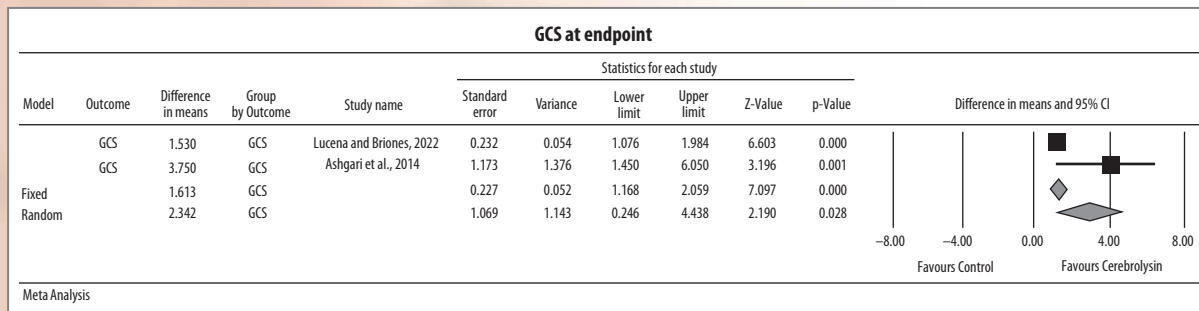 GCS at endpoint
Statistics for each study
Model Outcome Difference in means Group by Outcome Study name Standard error Variance Lower limit Upper limit Z-Value p-Value Difference in means and 95% CI
GCS 1.530 GCS Lucena and Briones, 2022 0.232 0.054 1.076 1.984 6.603 0.000
GCS 3.750 GCS Ashgari et al., 2014 1.173 1.376 1.450 6.050 3.196 0.001
Fixed 1.613 GCS 0.227 0.052 1.168 2.059 7.097 0.000
Random 2.342 GCS 1.069 1.143 0.246 4.438 2.190 0.028
−8.00 −4.00 0.00 4.00 8.00
Favours Control Favours Cerebrolysin
Meta Analysis